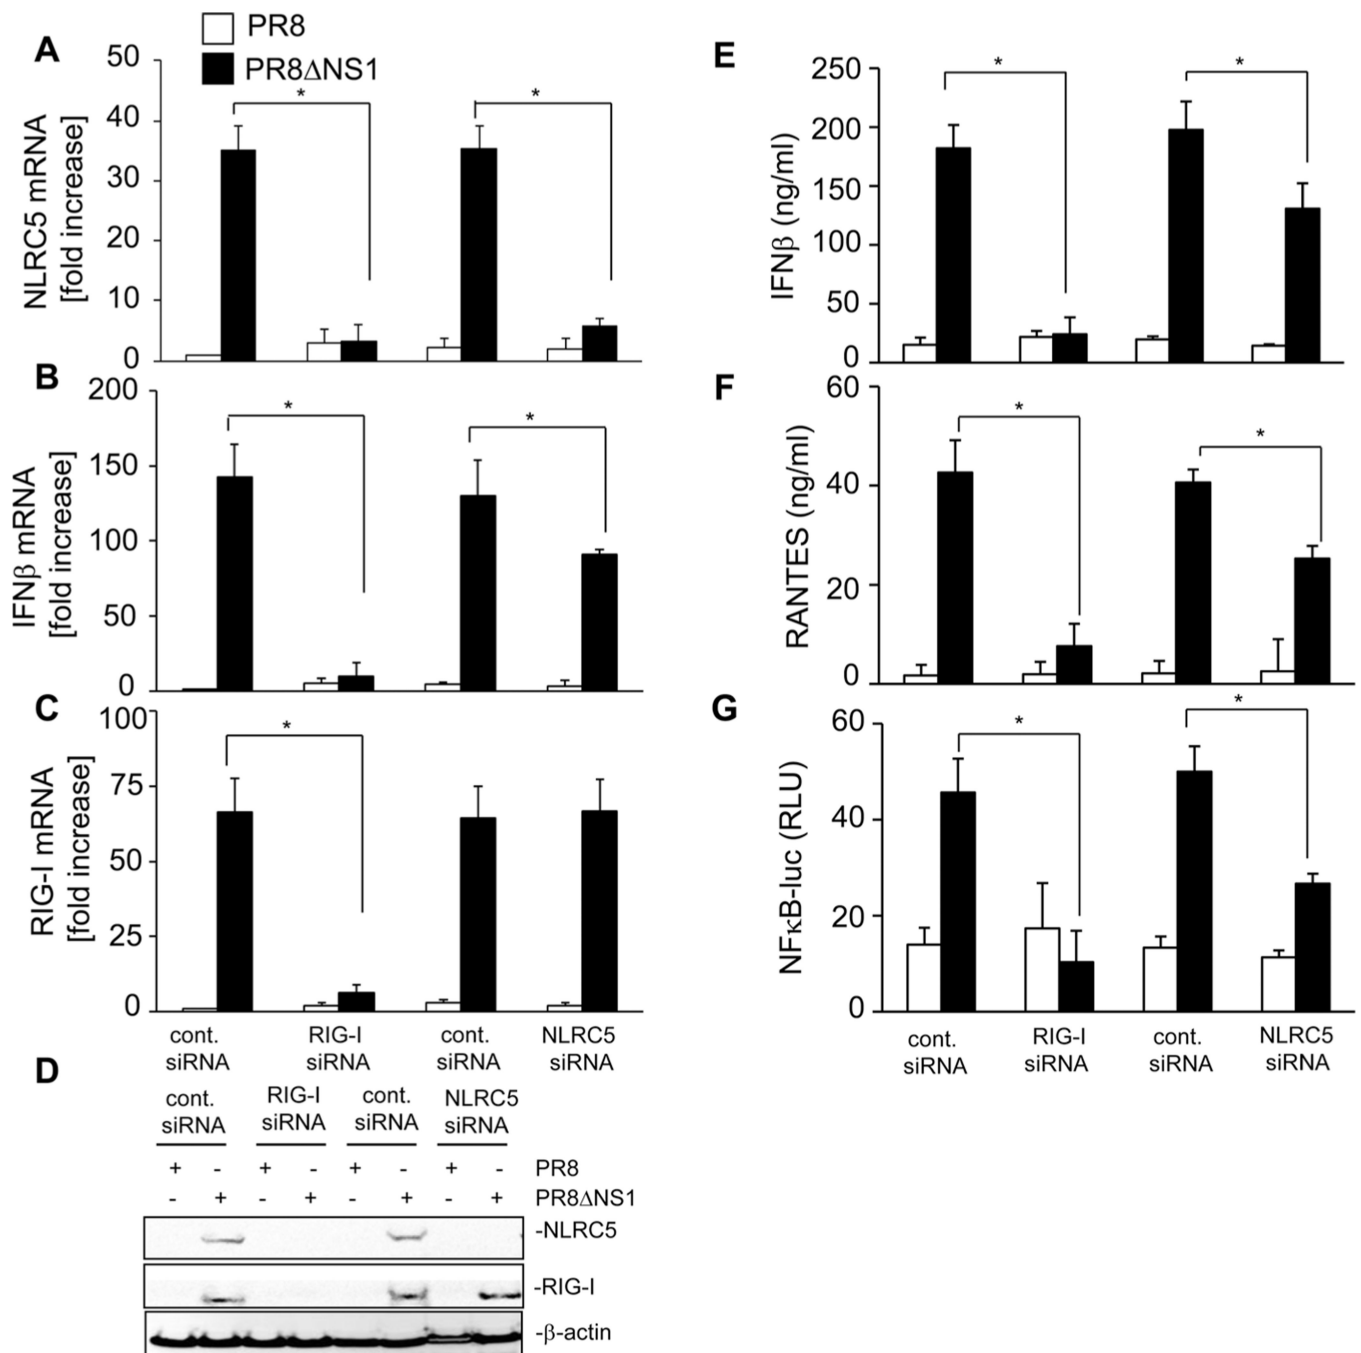 PR8
PR8ΔNS1
A
NLRC5 mRNA
[fold increase]
50
40
30
20
10
0
*
*
B
IFNβ mRNA
[fold increase]
200
150
100
50
0
*
*
C
RIG-I mRNA
[fold increase]
100
75
50
25
0
*
cont.
siRNA
RIG-I
siRNA
cont.
siRNA
NLRC5
siRNA
D
cont.
siRNA
RIG-I
siRNA
cont.
siRNA
NLRC5
siRNA
+ - + - + - + - PR8
- + - + - + - + PR8ΔNS1
-NLRC5
-RIG-I
-β-actin
E
IFNβ (ng/ml)
250
200
150
100
50
0
*
*
F
RANTES (ng/ml)
60
40
20
0
*
*
G
NFκB-luc (RLU)
60
40
20
0
*
*
cont.
siRNA
RIG-I
siRNA
cont.
siRNA
NLRC5
siRNA